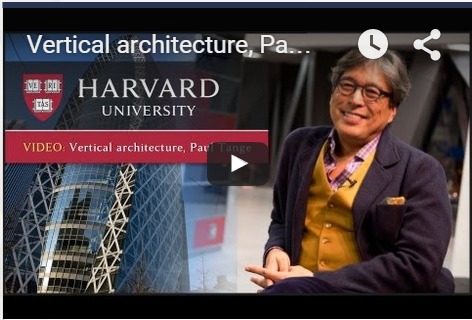 Vertical architecture, Pa...
VE RI
TAS
HARVARD
UNIVERSITY
VIDEO: Vertical architecture, Paul Tange